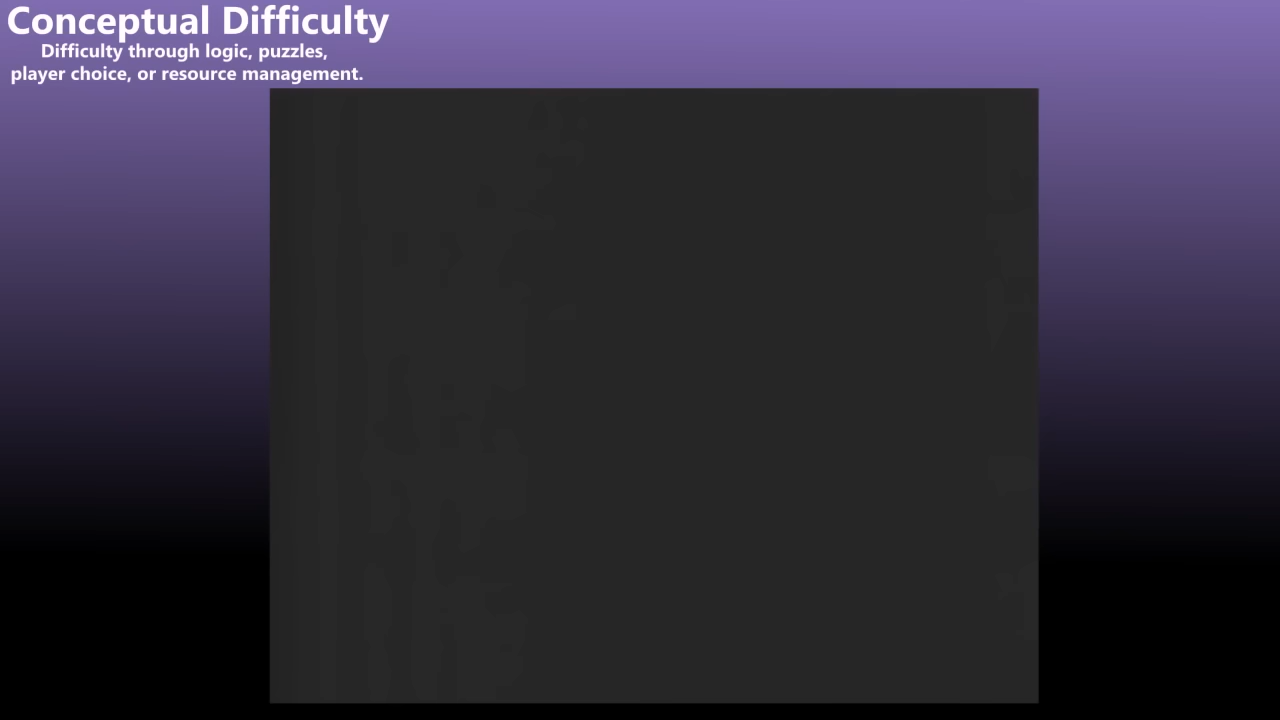 Conceptual Difficulty
Difficulty through logic, puzzles,
player choice, or resource management.